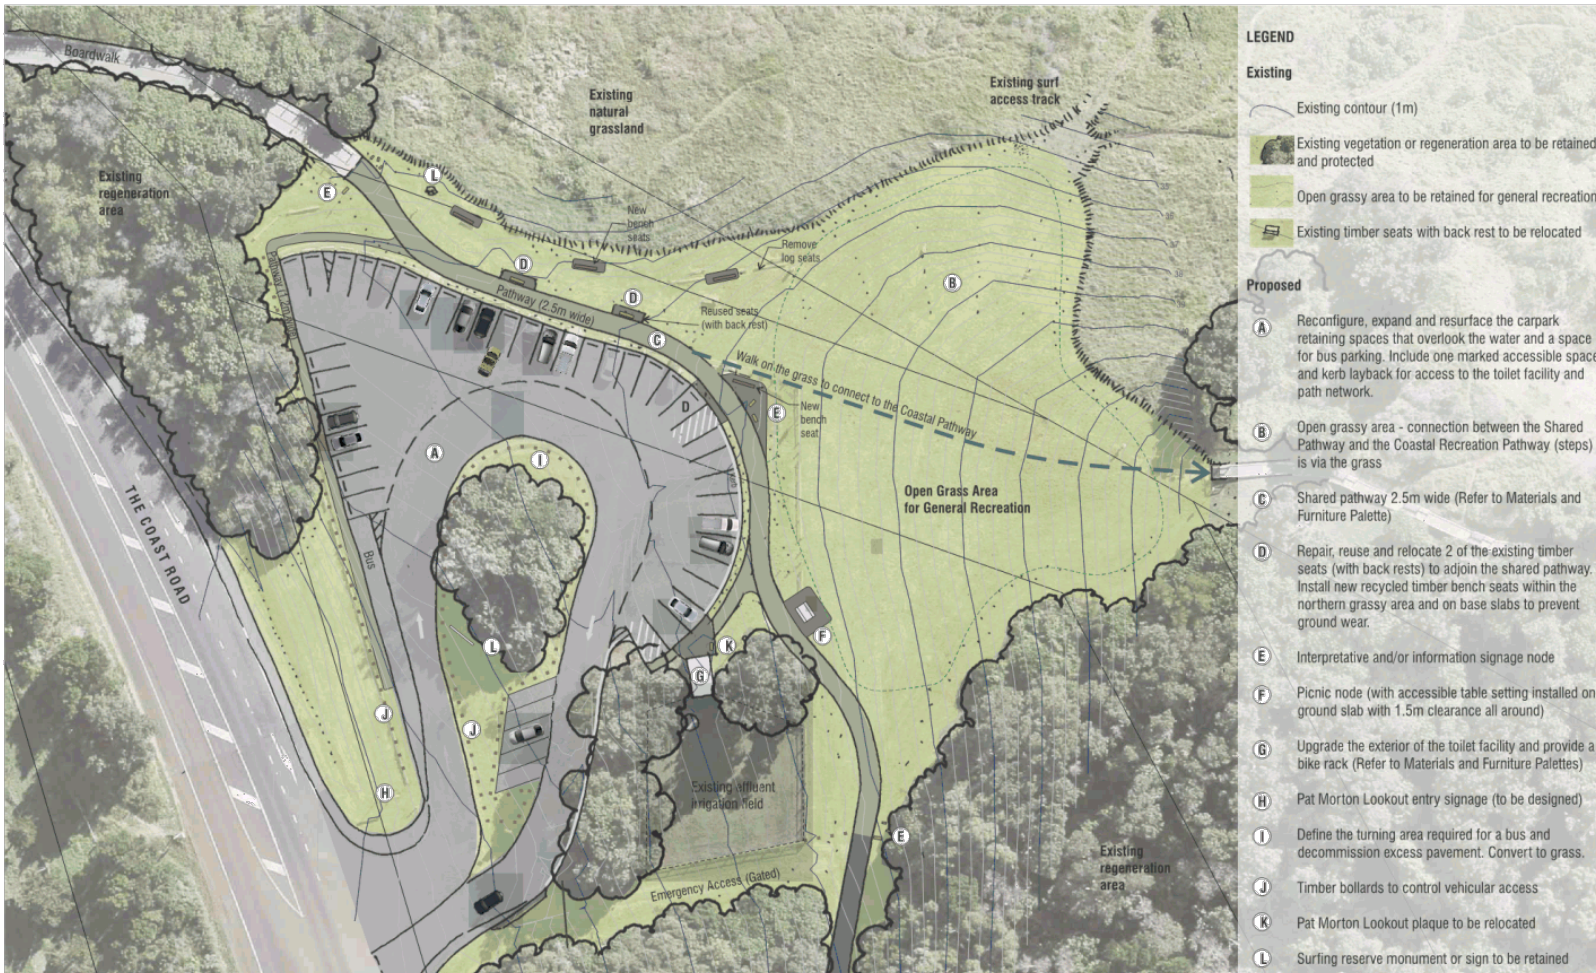 Boardwalk
Existing
natural
grassland
Existing surf
access track
Existing
regeneration
area
E
L
New
bench
seats
Remove
log seats
D
B
D
Pathway (2.5m wide)
Reused seats
(with back rest)
C
Walk on the grass to connect to the Coastal Pathway
New
bench
seat
E
D
A
I
Kerb
Open Grass Area
for General Recreation
THE COAST ROAD
Bus
L
K
F
G
J
J
H
Existing affluent
irrigation field
E
Emergency Access (Gated)
Existing
regeneration
area
LEGEND
Existing
Existing contour (1m)
Existing vegetation or regeneration area to be retained
and protected
Open grassy area to be retained for general recreation
Existing timber seats with back rest to be relocated
Proposed
A Reconfigure, expand and resurface the carpark
retaining spaces that overlook the water and a space
for bus parking. Include one marked accessible space
and kerb layback for access to the toilet facility and
path network.
B Open grassy area - connection between the Shared
Pathway and the Coastal Recreation Pathway (steps)
is via the grass
C Shared pathway 2.5m wide (Refer to Materials and
Furniture Palette)
D Repair, reuse and relocate 2 of the existing timber
seats (with back rests) to adjoin the shared pathway.
Install new recycled timber bench seats within the
northern grassy area and on base slabs to prevent
ground wear.
E Interpretative and/or information signage node
F Picnic node (with accessible table setting installed on
ground slab with 1.5m clearance all around)
G Upgrade the exterior of the toilet facility and provide a
bike rack (Refer to Materials and Furniture Palettes)
H Pat Morton Lookout entry signage (to be designed)
I Define the turning area required for a bus and
decommission excess pavement. Convert to grass.
J Timber bollards to control vehicular access
K Pat Morton Lookout plaque to be relocated
L Surfing reserve monument or sign to be retained